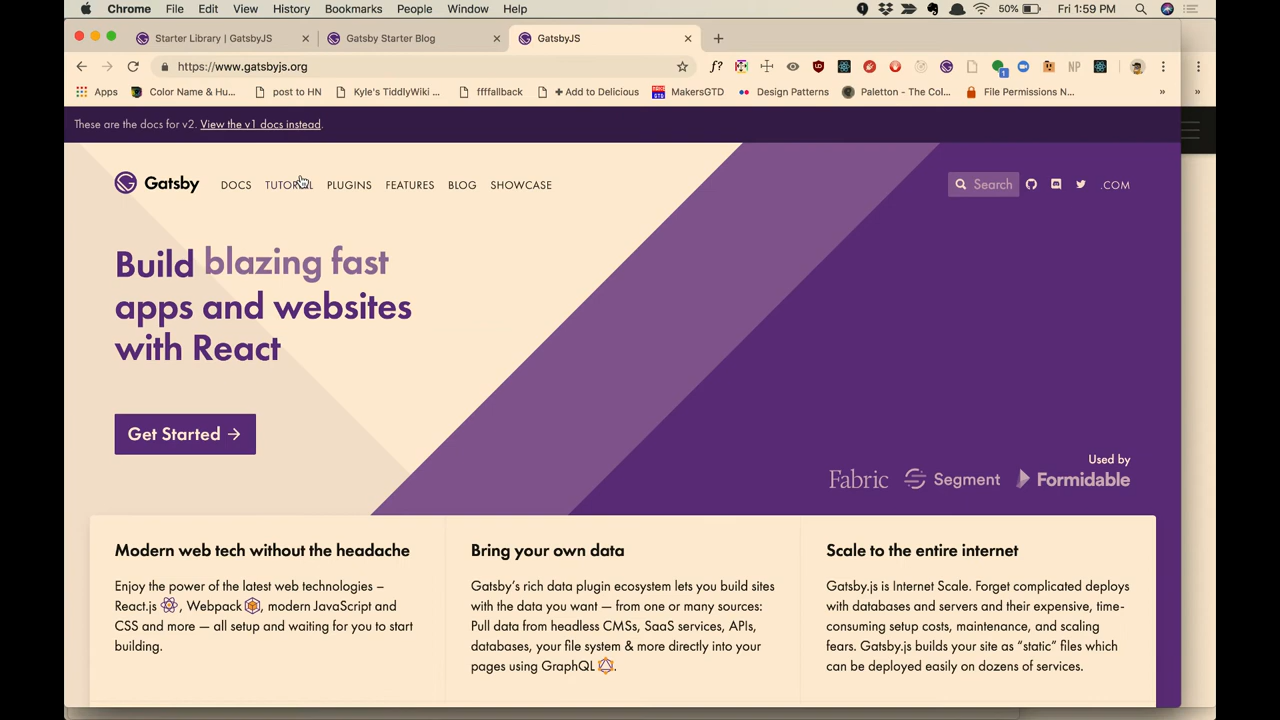 Chrome File Edit View History Bookmarks People Window Help 50% Fri 1:59 PM
Starter Library | GatsbyJS Gatsby Starter Blog GatsbyJS
https://www.gatsbyjs.org
Apps Color Name & Hu... post to HN Kyle's TiddlyWiki ... ffffallback + Add to Delicious MakersGTD Design Patterns Paletton - The Col... File Permissions N...
These are the docs for v2. View the v1 docs instead.
Gatsby DOCS TUTORIAL PLUGINS FEATURES BLOG SHOWCASE Search .COM
Build blazing fast
apps and websites
with React
Get Started →
Used by
Fabric Segment Formidable
Modern web tech without the headache
Enjoy the power of the latest web technologies –
React.js , Webpack , modern JavaScript and
CSS and more — all setup and waiting for you to start
building.
Bring your own data
Gatsby’s rich data plugin ecosystem lets you build sites
with the data you want — from one or many sources:
Pull data from headless CMSs, SaaS services, APIs,
databases, your file system & more directly into your
pages using GraphQL .
Scale to the entire internet
Gatsby.js is Internet Scale. Forget complicated deploys
with databases and servers and their expensive, time-
consuming setup costs, maintenance, and scaling
fears. Gatsby.js builds your site as “static” files which
can be deployed easily on dozens of services.